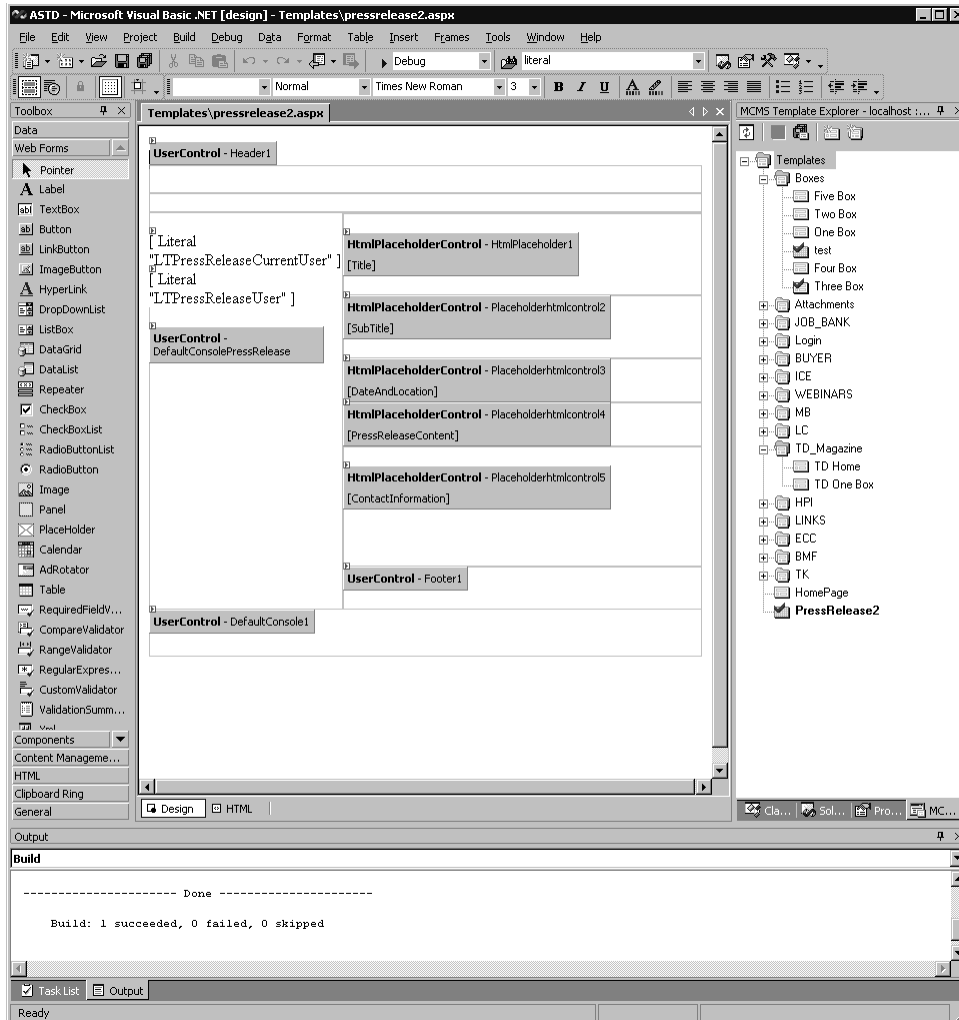 ASTD - Microsoft Visual Basic .NET [design] - Templates\pressrelease2.aspx
File Edit View Project Build Debug Data Format Table Insert Frames Tools Window Help
Debug literal
Normal Times New Roman 3 B I U A
Toolbox
Data
Web Forms
Pointer
A Label
abl TextBox
ab Button
ab LinkButton
ImageButton
A HyperLink
DropDownList
ListBox
DataGrid
DataList
Repeater
CheckBox
CheckBoxList
RadioButtonList
RadioButton
Image
Panel
PlaceHolder
Calendar
AdRotator
Table
RequiredFieldV...
CompareValidator
RangeValidator
RegularExpres...
CustomValidator
ValidationSumm...
Xml
Components
Content Manageme...
HTML
Clipboard Ring
General
Templates\pressrelease2.aspx
UserControl - Header1
[ Literal
"LTPressReleaseCurrentUser" ]
[ Literal
"LTPressReleaseUser" ]
UserControl -
DefaultConsolePressRelease
HtmlPlaceholderControl - HtmlPlaceholder1
[Title]
HtmlPlaceholderControl - Placeholderhtmlcontrol2
[SubTitle]
HtmlPlaceholderControl - Placeholderhtmlcontrol3
[DateAndLocation]
HtmlPlaceholderControl - Placeholderhtmlcontrol4
[PressReleaseContent]
HtmlPlaceholderControl - Placeholderhtmlcontrol5
[ContactInformation]
UserControl - Footer1
UserControl - DefaultConsole1
Design HTML
MCMS Template Explorer - localhost :...
Templates
Boxes
Five Box
Two Box
One Box
test
Four Box
Three Box
Attachments
JOB_BANK
Login
BUYER
ICE
WEBINARS
MB
LC
TD_Magazine
TD Home
TD One Box
HPI
LINKS
ECC
BMF
TK
HomePage
PressRelease2
Cla... Sol... Pro... MC...
Output
Build
---------------------- Done ----------------------
Build: 1 succeeded, 0 failed, 0 skipped
Task List Output
Ready